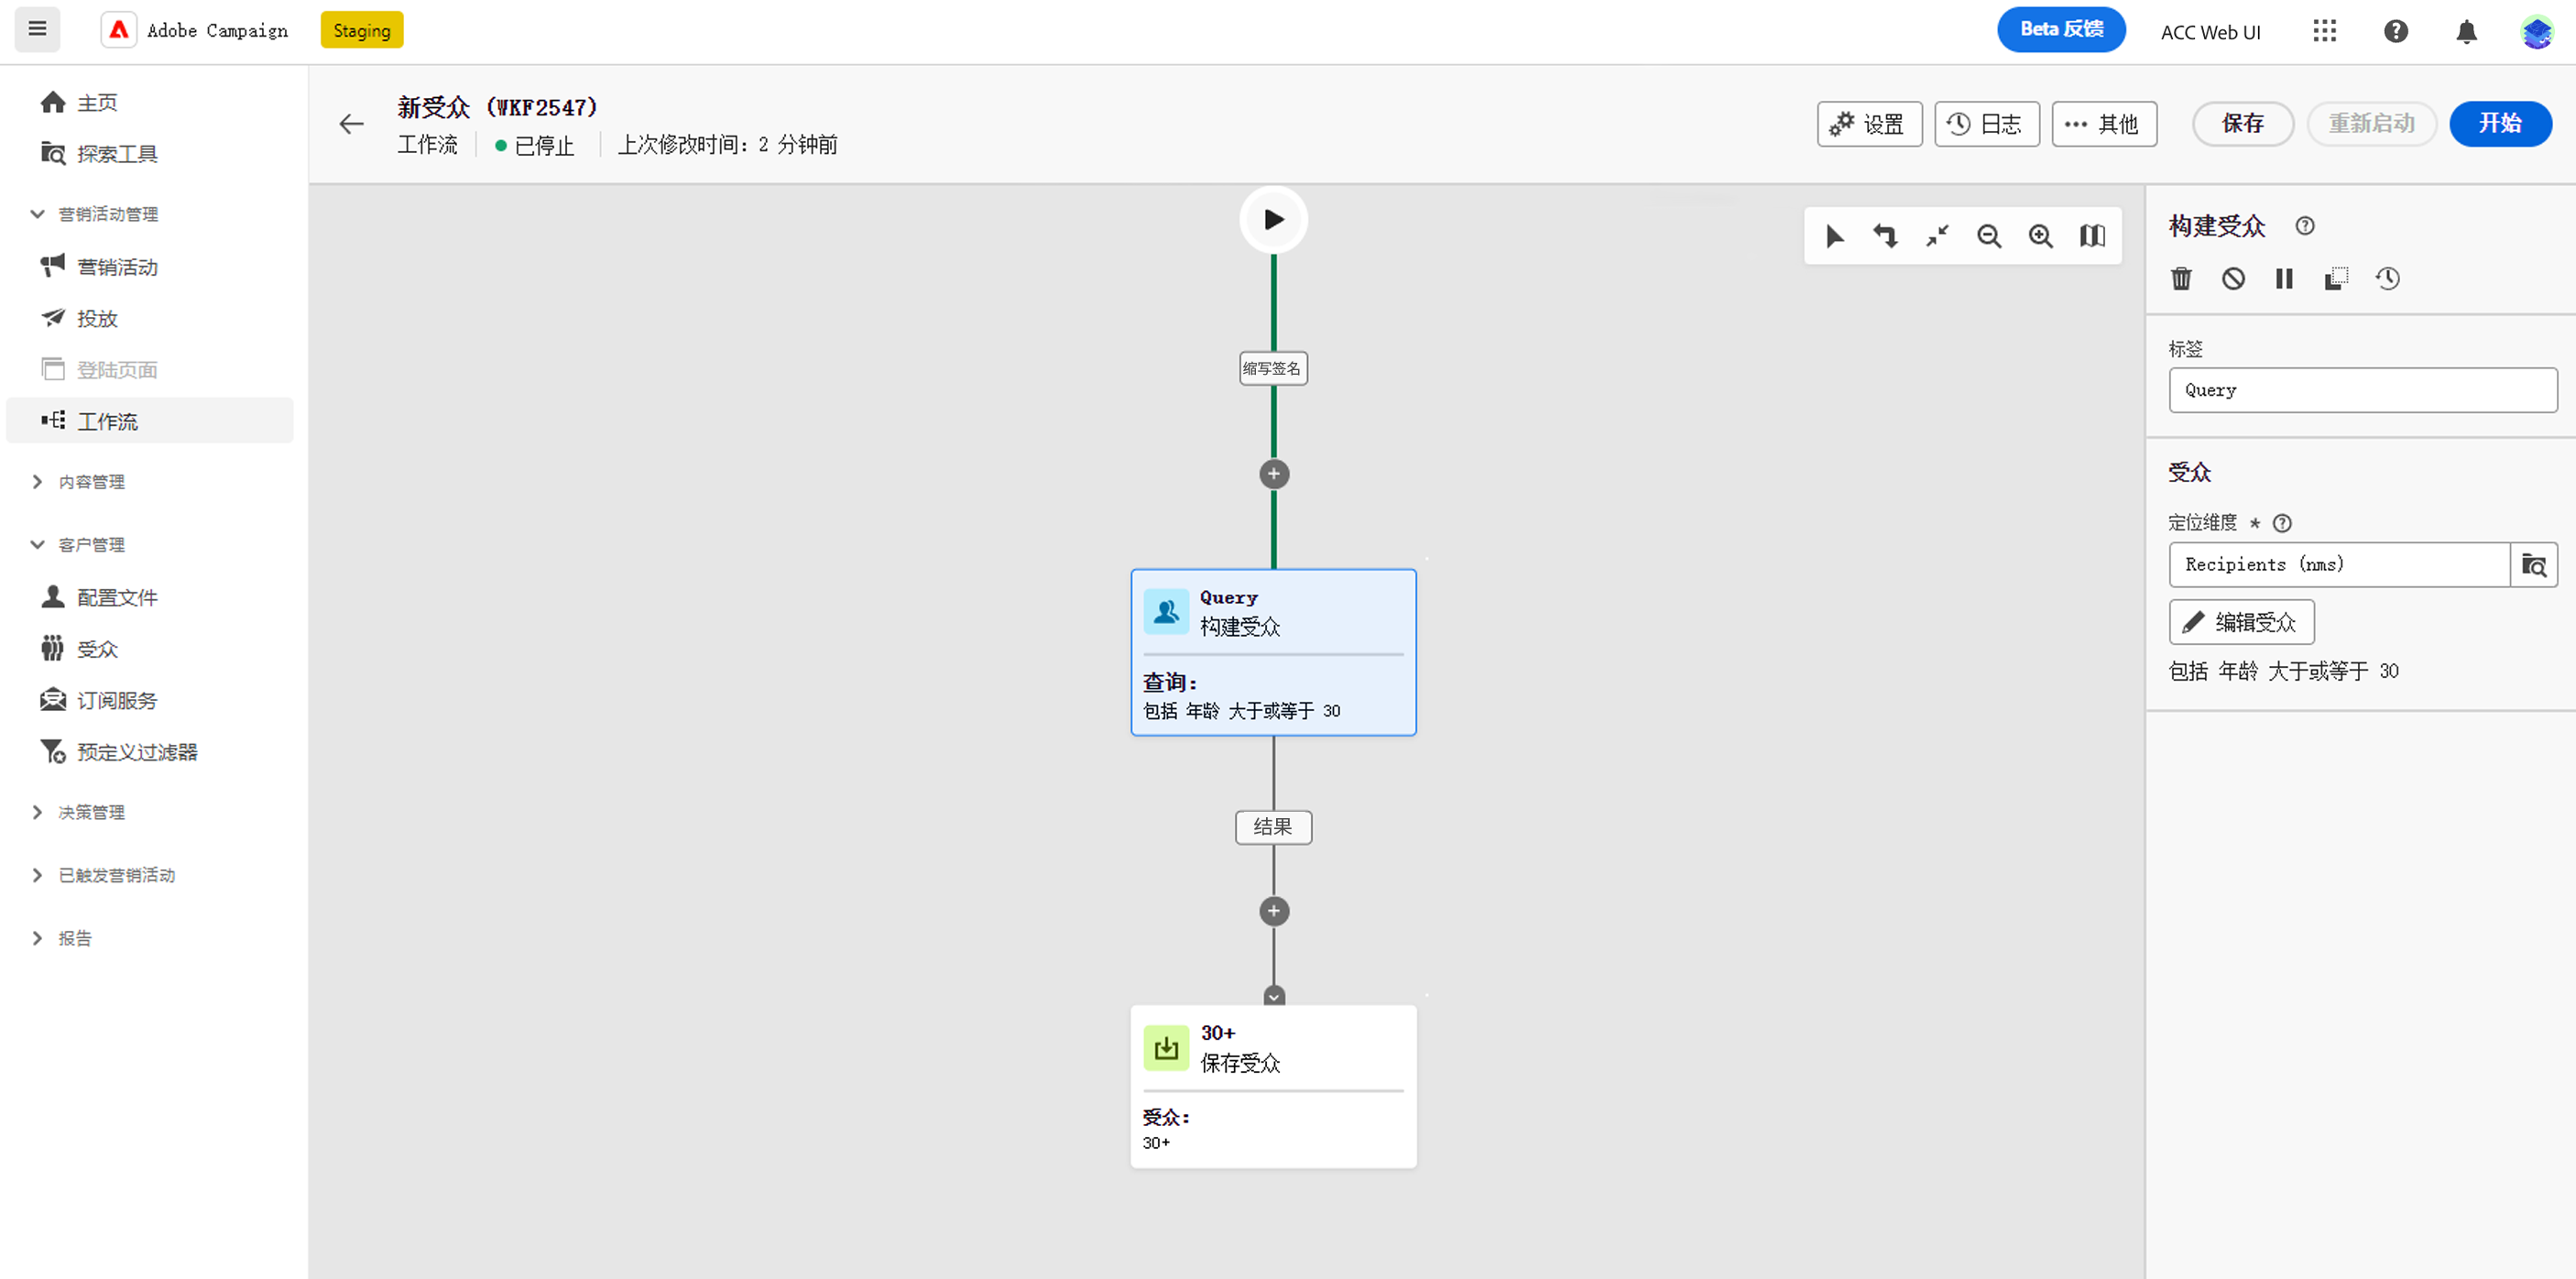 Adobe Campaign
Staging
Beta 反馈
ACC Web UI
主页
探索工具
营销活动管理
营销活动
投放
登陆页面
工作流
内容管理
客户管理
配置文件
受众
订阅服务
预定义过滤器
决策管理
已触发营销活动
报告
新受众 (WKF2547)
工作流
已停止
上次修改时间: 2 分钟前
设置
日志
其他
保存
重新启动
开始
缩写签名
Query
构建受众
查询:
包括 年龄 大于或等于 30
结果
30+
保存受众
受众:
30+
构建受众
标签
Query
受众
定位维度 *
Recipients (nms)
编辑受众
包括 年龄 大于或等于 30